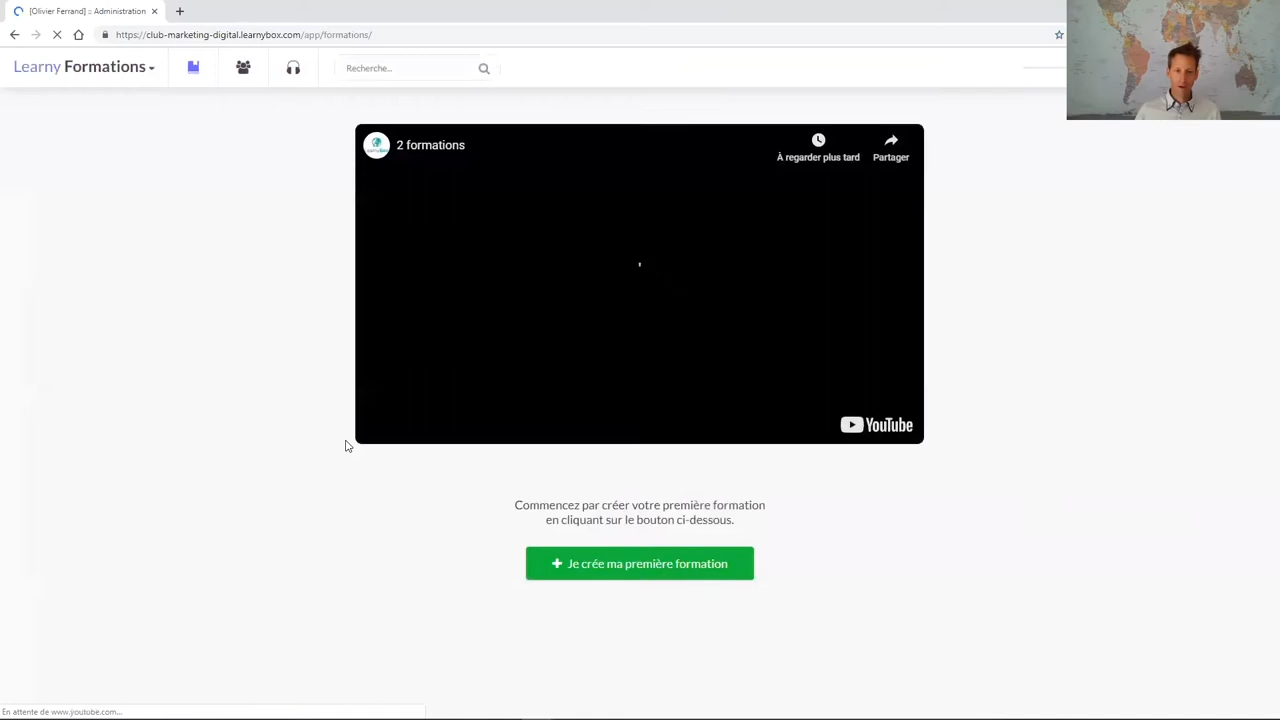 [Olivier Ferrand] :: Administration
https://club-marketing-digital.learnybox.com/app/formations/
Learny Formations
Recherche...
2 formations
À regarder plus tard
Partager
YouTube
Commencez par créer votre première formation
en cliquant sur le bouton ci-dessous.
Je crée ma première formation
En attente de www.youtube.com...